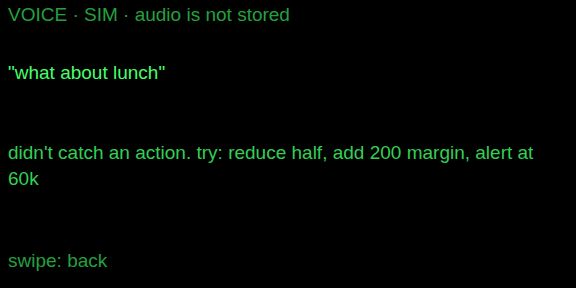 VOICE · SIM · audio is not stored
"what about lunch"
didn't catch an action. try: reduce half, add 200 margin, alert at
60k
swipe: back